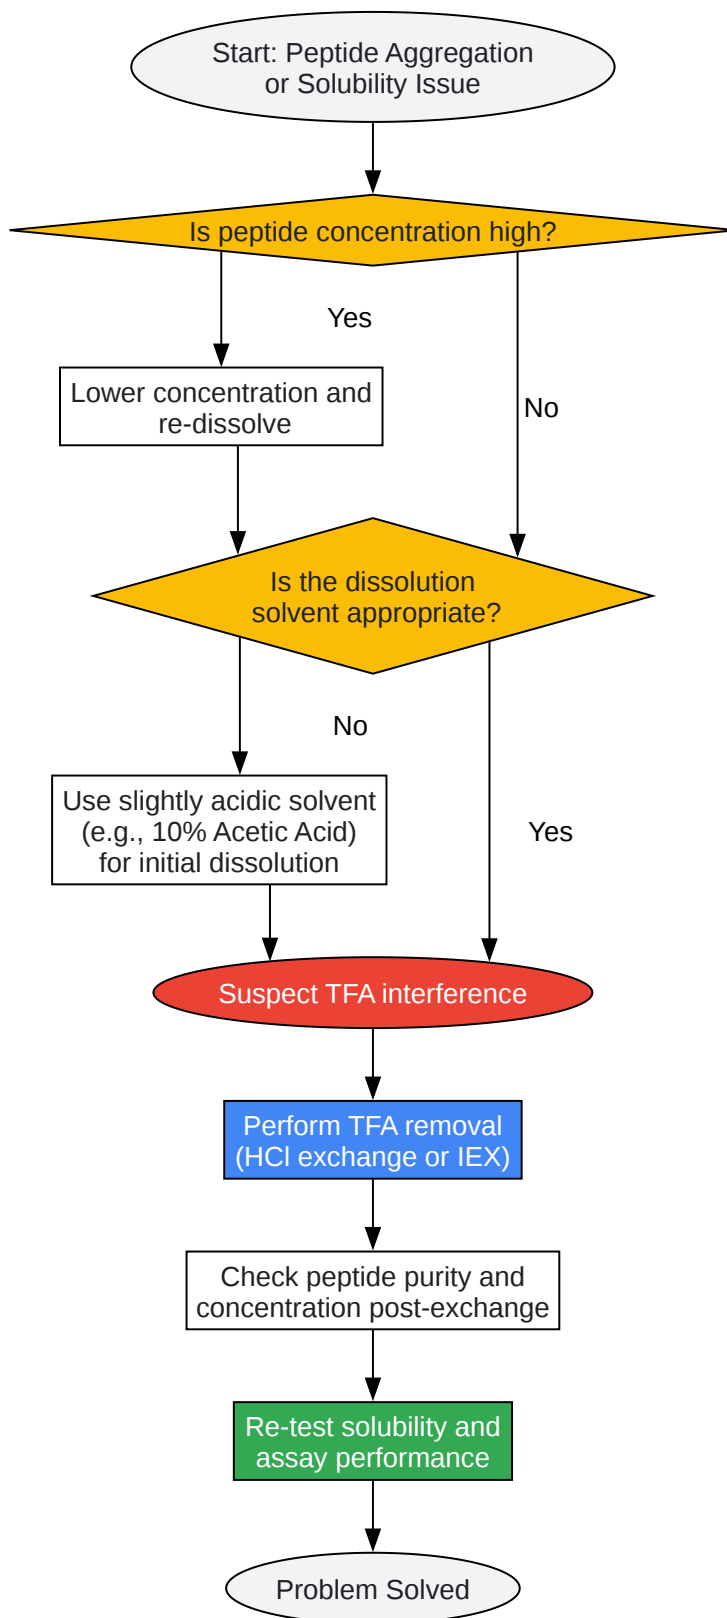 Start: Peptide Aggregation
or Solubility Issue
Is peptide concentration high?
Yes
Lower concentration and
re-dissolve
No
Is the dissolution
solvent appropriate?
No
Use slightly acidic solvent
(e.g., 10% Acetic Acid)
for initial dissolution
Yes
Suspect TFA interference
Perform TFA removal
(HCl exchange or IEX)
Check peptide purity and
concentration post-exchange
Re-test solubility and
assay performance
Problem Solved